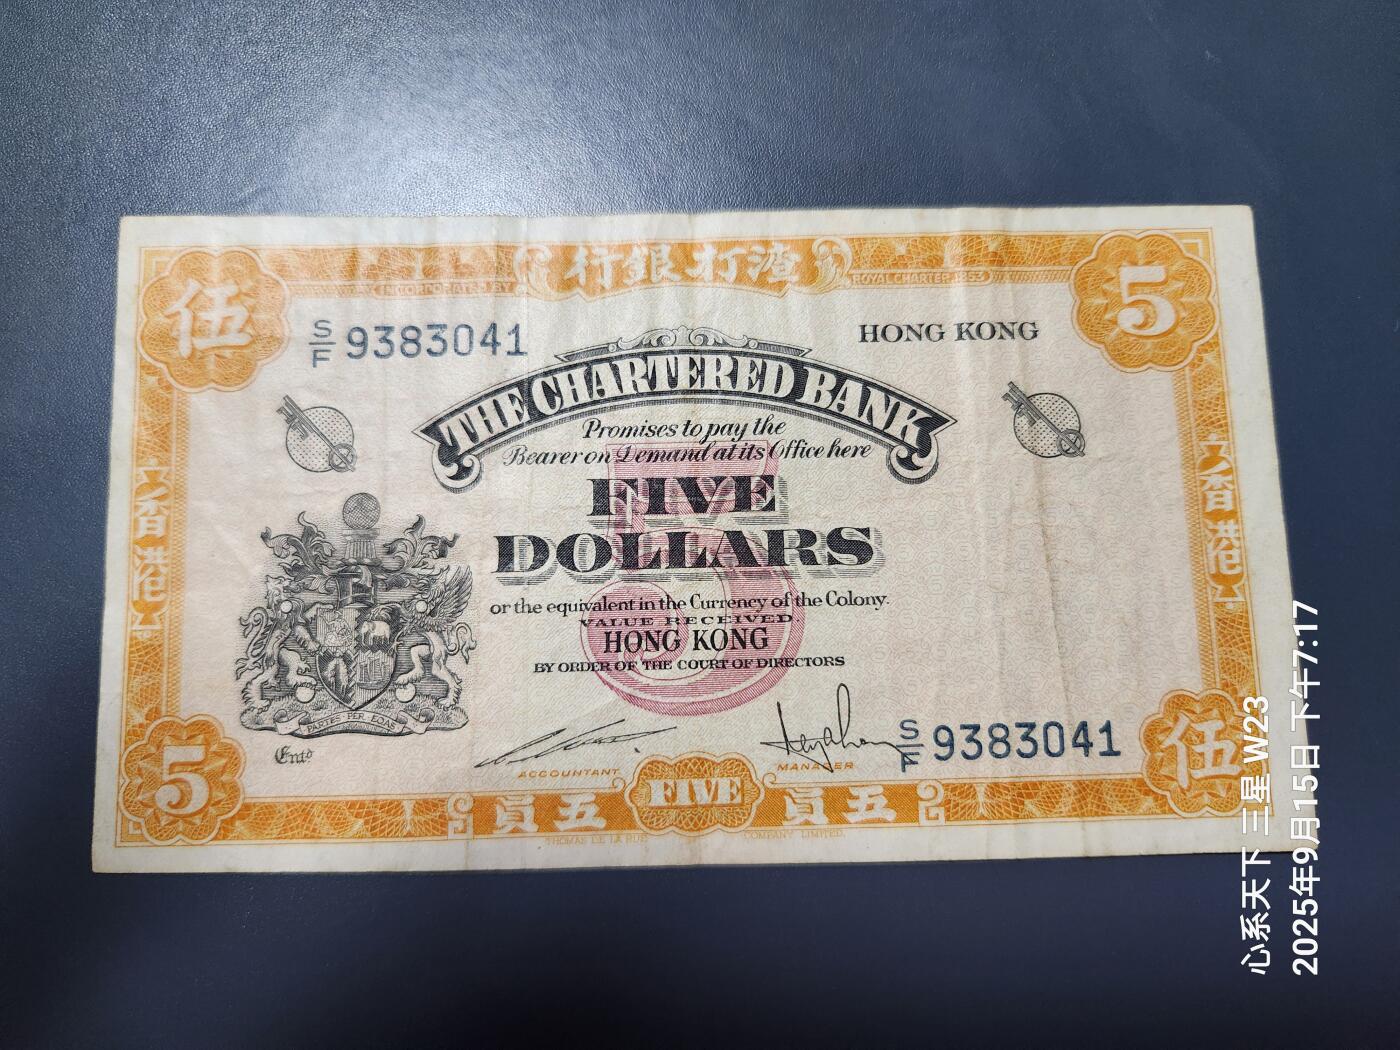 行銀打渣
INCORPORATED BY
ROYAL CHARTER 1853
伍
5
S/F 9383041
HONG KONG
THE CHARTERED BANK
Promises to pay the
Bearer on Demand at its Office here
FIVE
DOLLARS
5
or the equivalent in the Currency of the Colony.
VALUE RECEIVED
HONG KONG
BY ORDER OF THE COURT OF DIRECTORS
香港
香港
Entd
ACCOUNTANT
MANAGER
S/F 9383041
5
員五
FIVE
員五
伍
THOMAS DE LA RUE
COMPANY LIMITED.
心系天下 三星 W23
2025年9月15日 下午7:17